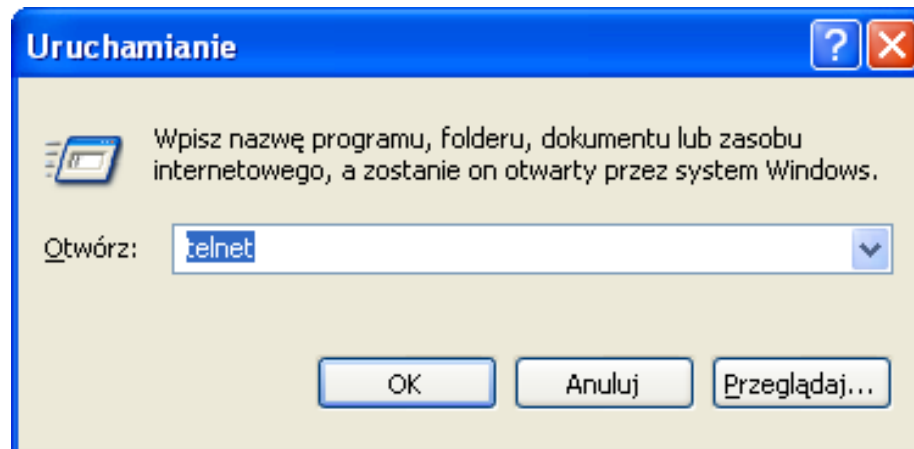 Uruchamianie
Wpisz nazwę programu, folderu, dokumentu lub zasobu
internetowego, a zostanie on otwarty przez system Windows.
Otwórz: telnet
OK Anuluj Przeglądaj...